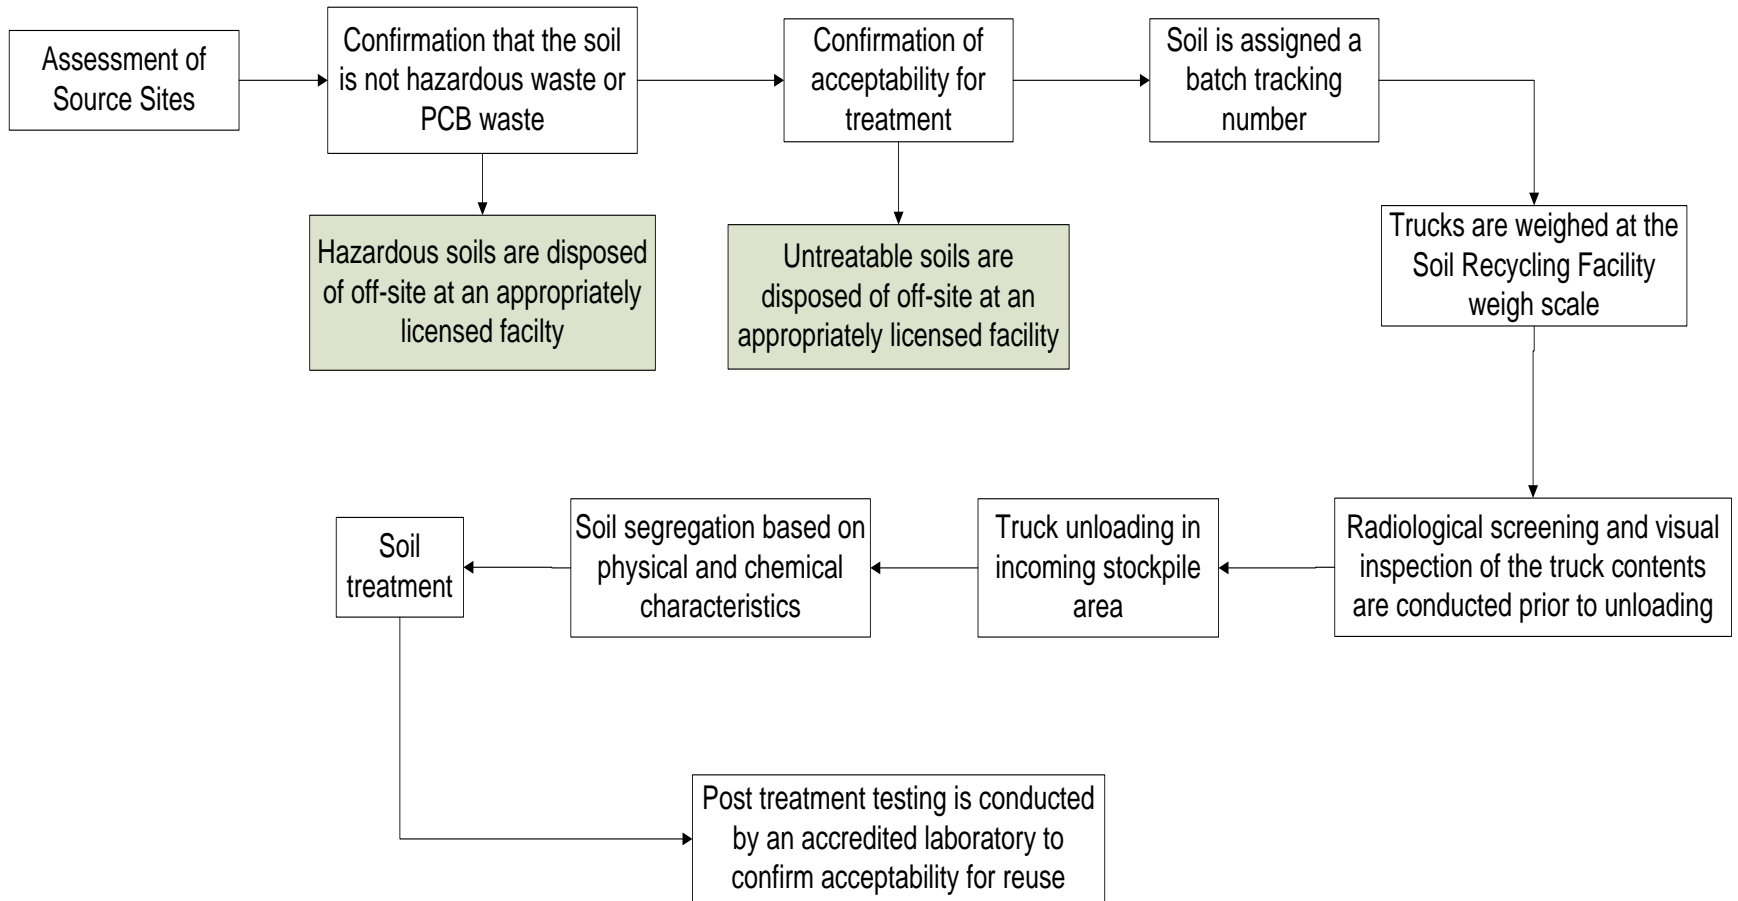 Assessment of
Source Sites
Confirmation that the soil
is not hazardous waste or
PCB waste
Confirmation of
acceptability for
treatment
Soil is assigned a
batch tracking
number
Hazardous soils are disposed
of off-site at an appropriately
licensed facilty
Untreatable soils are
disposed of off-site at an
appropriately licensed facility
Trucks are weighed at the
Soil Recycling Facility
weigh scale
Radiological screening and visual
inspection of the truck contents
are conducted prior to unloading
Truck unloading in
incoming stockpile
area
Soil segregation based on
physical and chemical
characteristics
Soil
treatment
Post treatment testing is conducted
by an accredited laboratory to
confirm acceptability for reuse